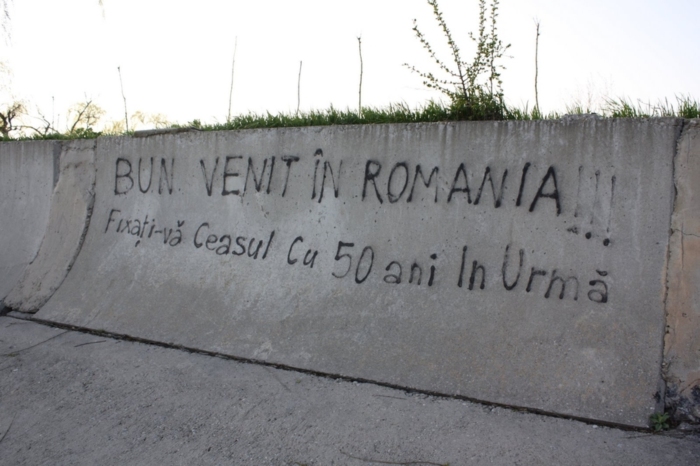 BUN VENIT ÎN ROMANIA!!!
Fixați-vă Ceasul Cu 50 ani In Urmă